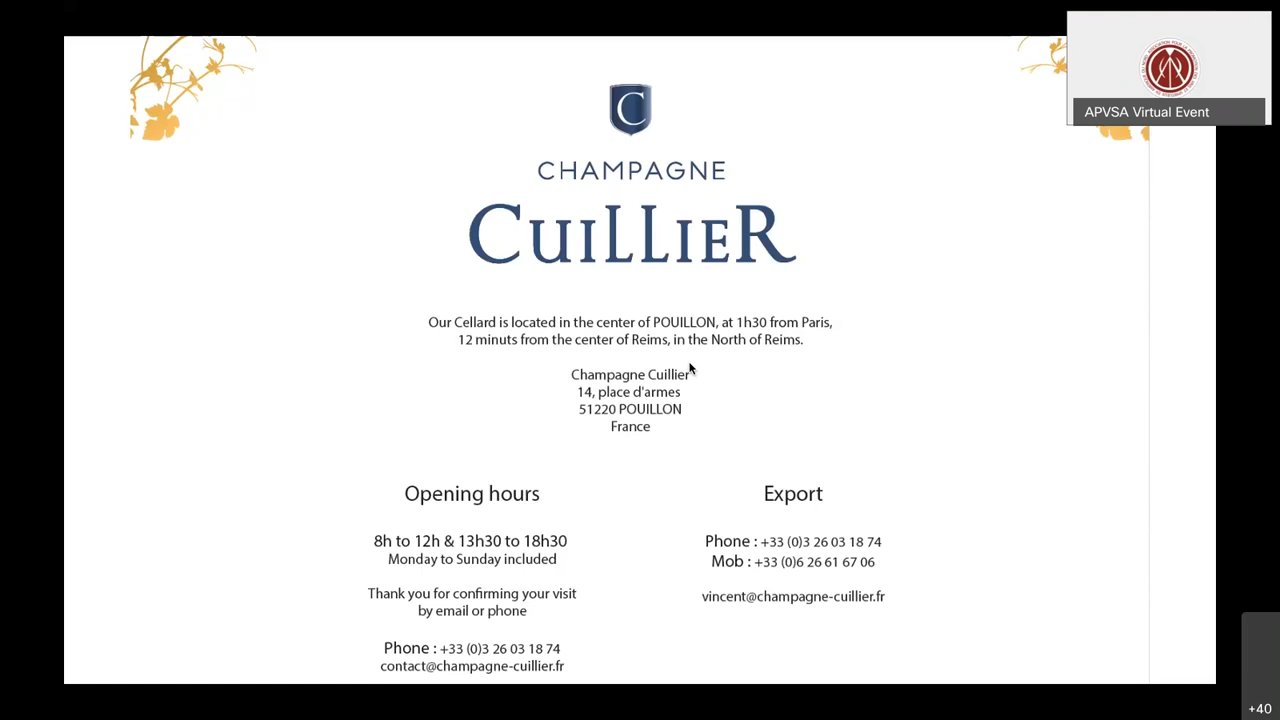 APVSA Virtual Event
C
CHAMPAGNE
CUILLIER
Our Cellard is located in the center of POUILLON, at 1h30 from Paris,
12 minuts from the center of Reims, in the North of Reims.
Champagne Cuillier
14, place d'armes
51220 POUILLON
France
Opening hours
8h to 12h & 13h30 to 18h30
Monday to Sunday included
Thank you for confirming your visit
by email or phone
Phone : +33 (0)3 26 03 18 74
contact@champagne-cuillier.fr
Export
Phone : +33 (0)3 26 03 18 74
Mob : +33 (0)6 26 61 67 06
vincent@champagne-cuillier.fr
+40